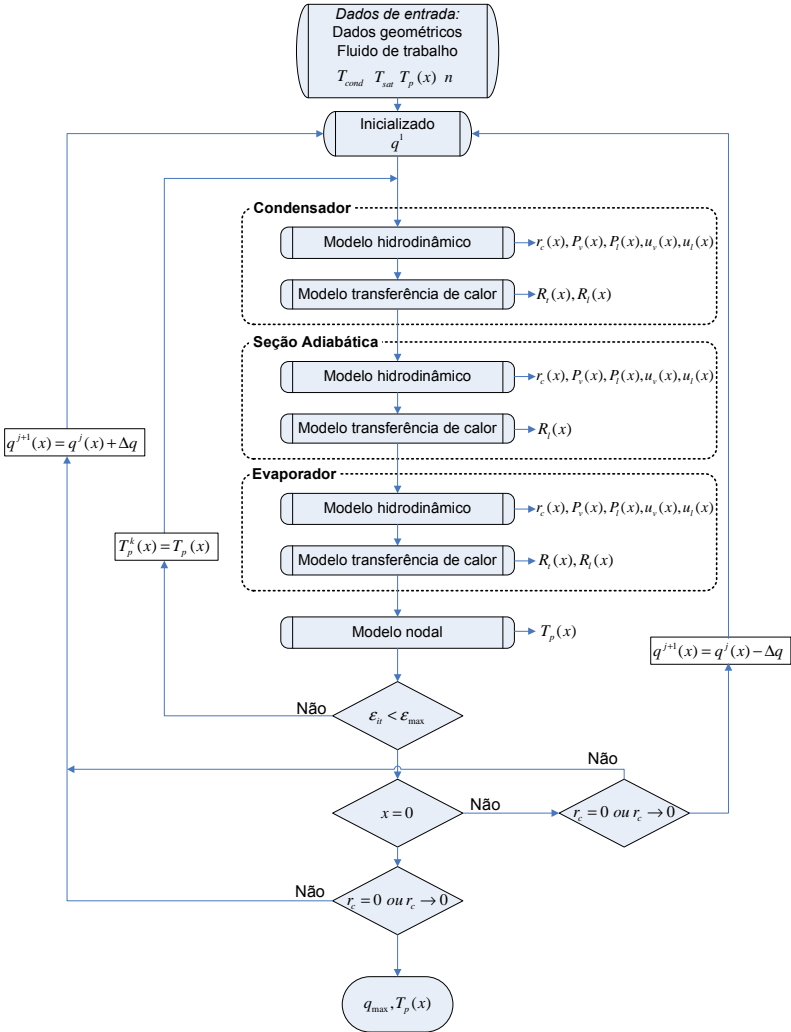 Dados de entrada:
Dados geométricos
Fluido de trabalho
T_cond T_sat T_p(x) n
Inicializado
q^1
Condensador
Modelo hidrodinâmico
r_c(x), P_v(x), P_l(x), u_v(x), u_l(x)
Modelo transferência de calor
R_t(x), R_l(x)
Seção Adiabática
Modelo hidrodinâmico
r_c(x), P_v(x), P_l(x), u_v(x), u_l(x)
Modelo transferência de calor
R_l(x)
q^{j+1}(x) = q^j(x) + Δq
Evaporador
Modelo hidrodinâmico
r_c(x), P_v(x), P_l(x), u_v(x), u_l(x)
T_p^k(x) = T_p(x)
Modelo transferência de calor
R_t(x), R_l(x)
Modelo nodal
T_p(x)
q^{j+1}(x) = q^j(x) − Δq
Não
ε_it < ε_max
Não
x = 0
Não
r_c = 0 ou r_c → 0
Não
r_c = 0 ou r_c → 0
q_max, T_p(x)